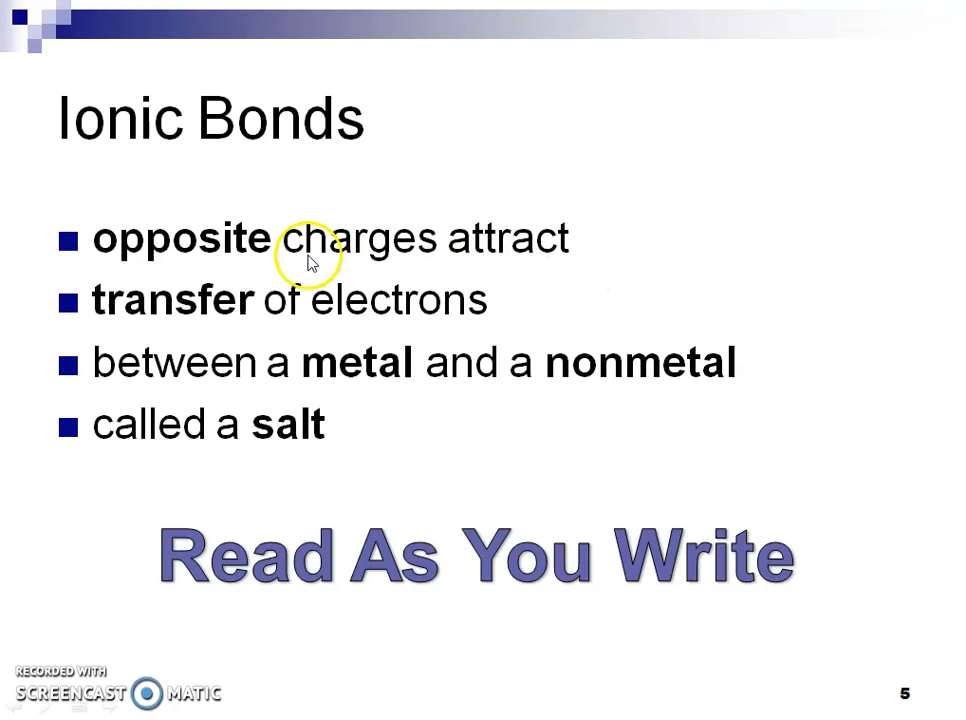 Ionic Bonds
opposite charges attract
transfer of electrons
between a metal and a nonmetal
called a salt
Read As You Write
RECORDED WITH
SCREENCAST MATIC
5